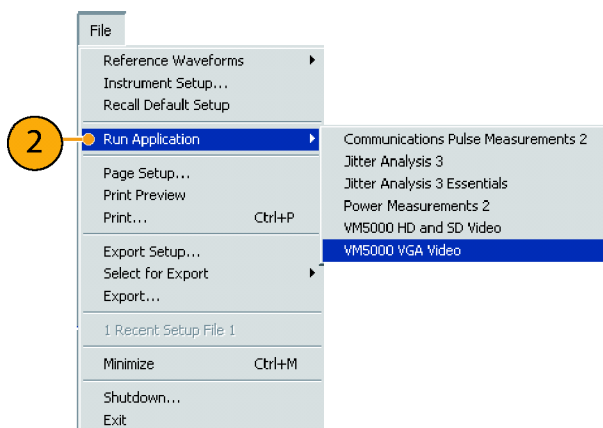 File
Reference Waveforms
Instrument Setup...
Recall Default Setup
2
Run Application
Communications Pulse Measurements 2
Jitter Analysis 3
Jitter Analysis 3 Essentials
Power Measurements 2
VM5000 HD and SD Video
VM5000 VGA Video
Page Setup...
Print Preview
Print... Ctrl+P
Export Setup...
Select for Export
Export...
1 Recent Setup File 1
Minimize Ctrl+M
Shutdown...
Exit